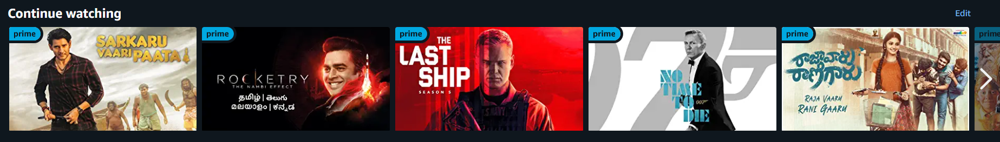 Continue watching
Edit
prime
SARKARU
VAARI PAATA
prime
ROCKETRY
THE NAMBI EFFECT
தமிழ் | తెలుగు
മലയാളം | ಕನ್ನಡ
prime
THE
LAST
SHIP
SEASON 5
U.S. NAVY
prime
NO
TIME
TO 007
DIE
prime
రాజావారు
రాణిగారు
RAJA VAARU
RANI GAARU
prime